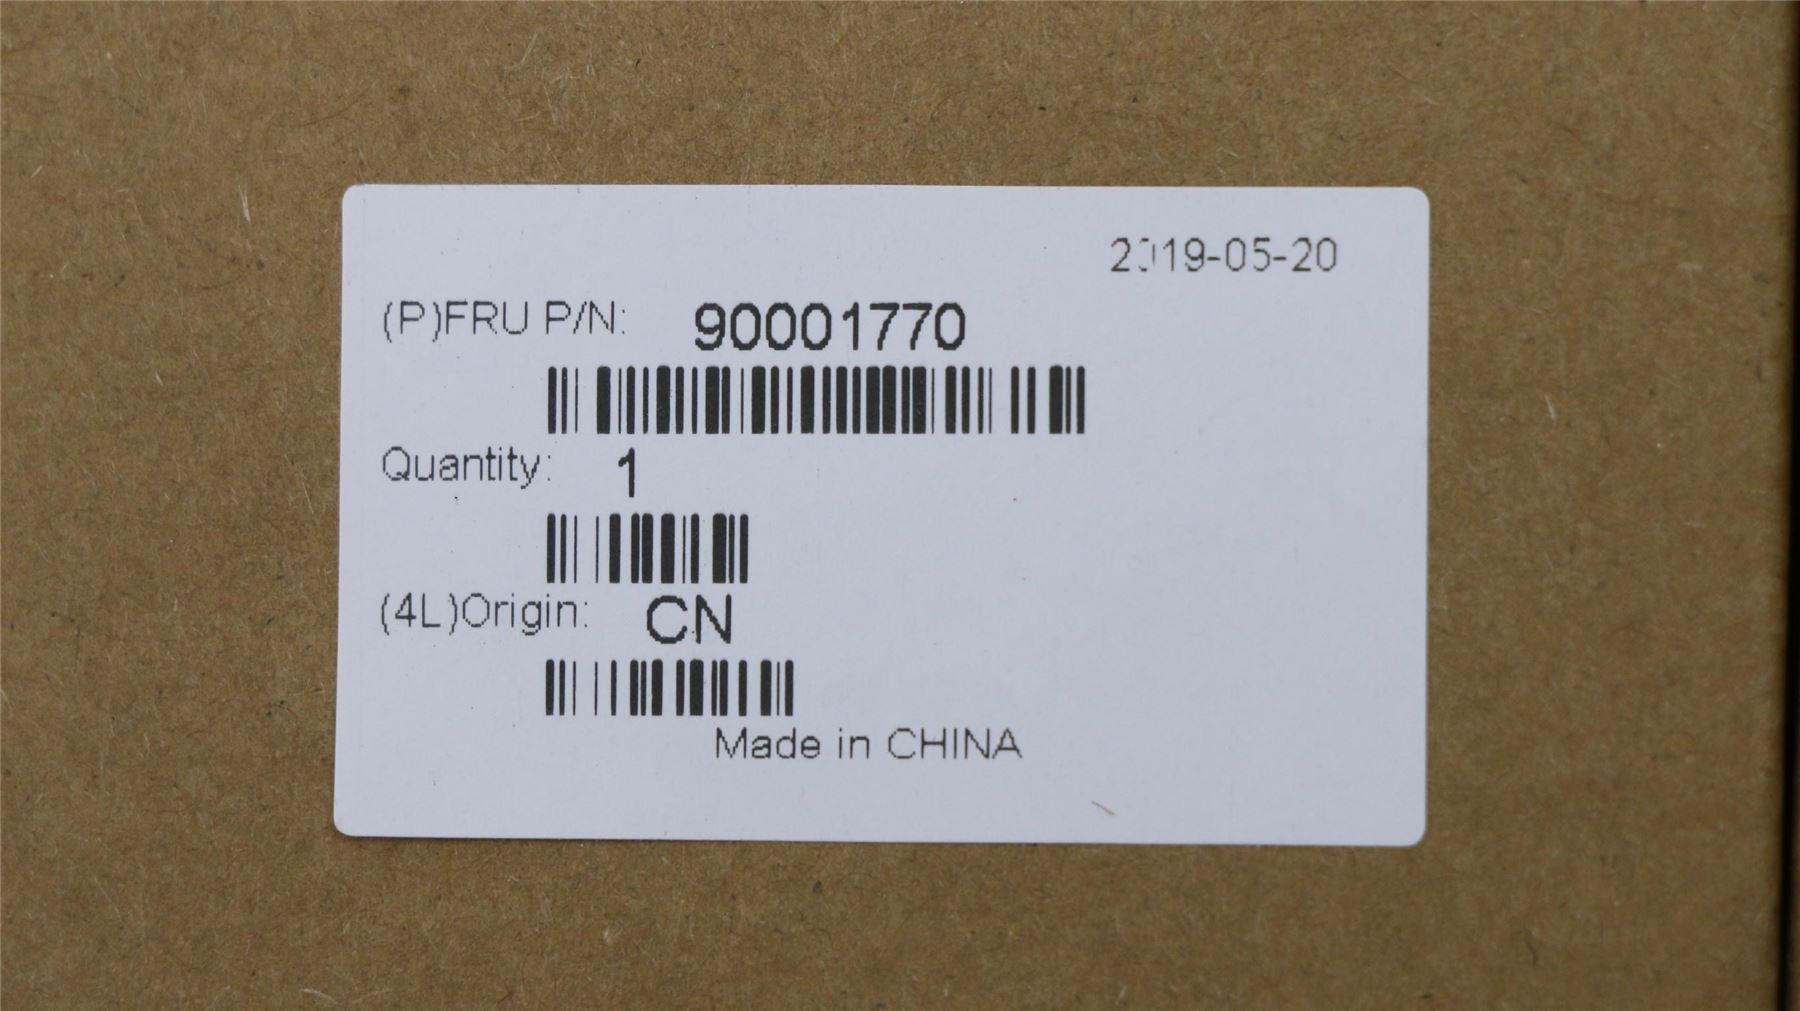 2019-05-20
(P)FRU P/N: 90001770
Quantity: 1
(4L)Origin: CN
Made in CHINA